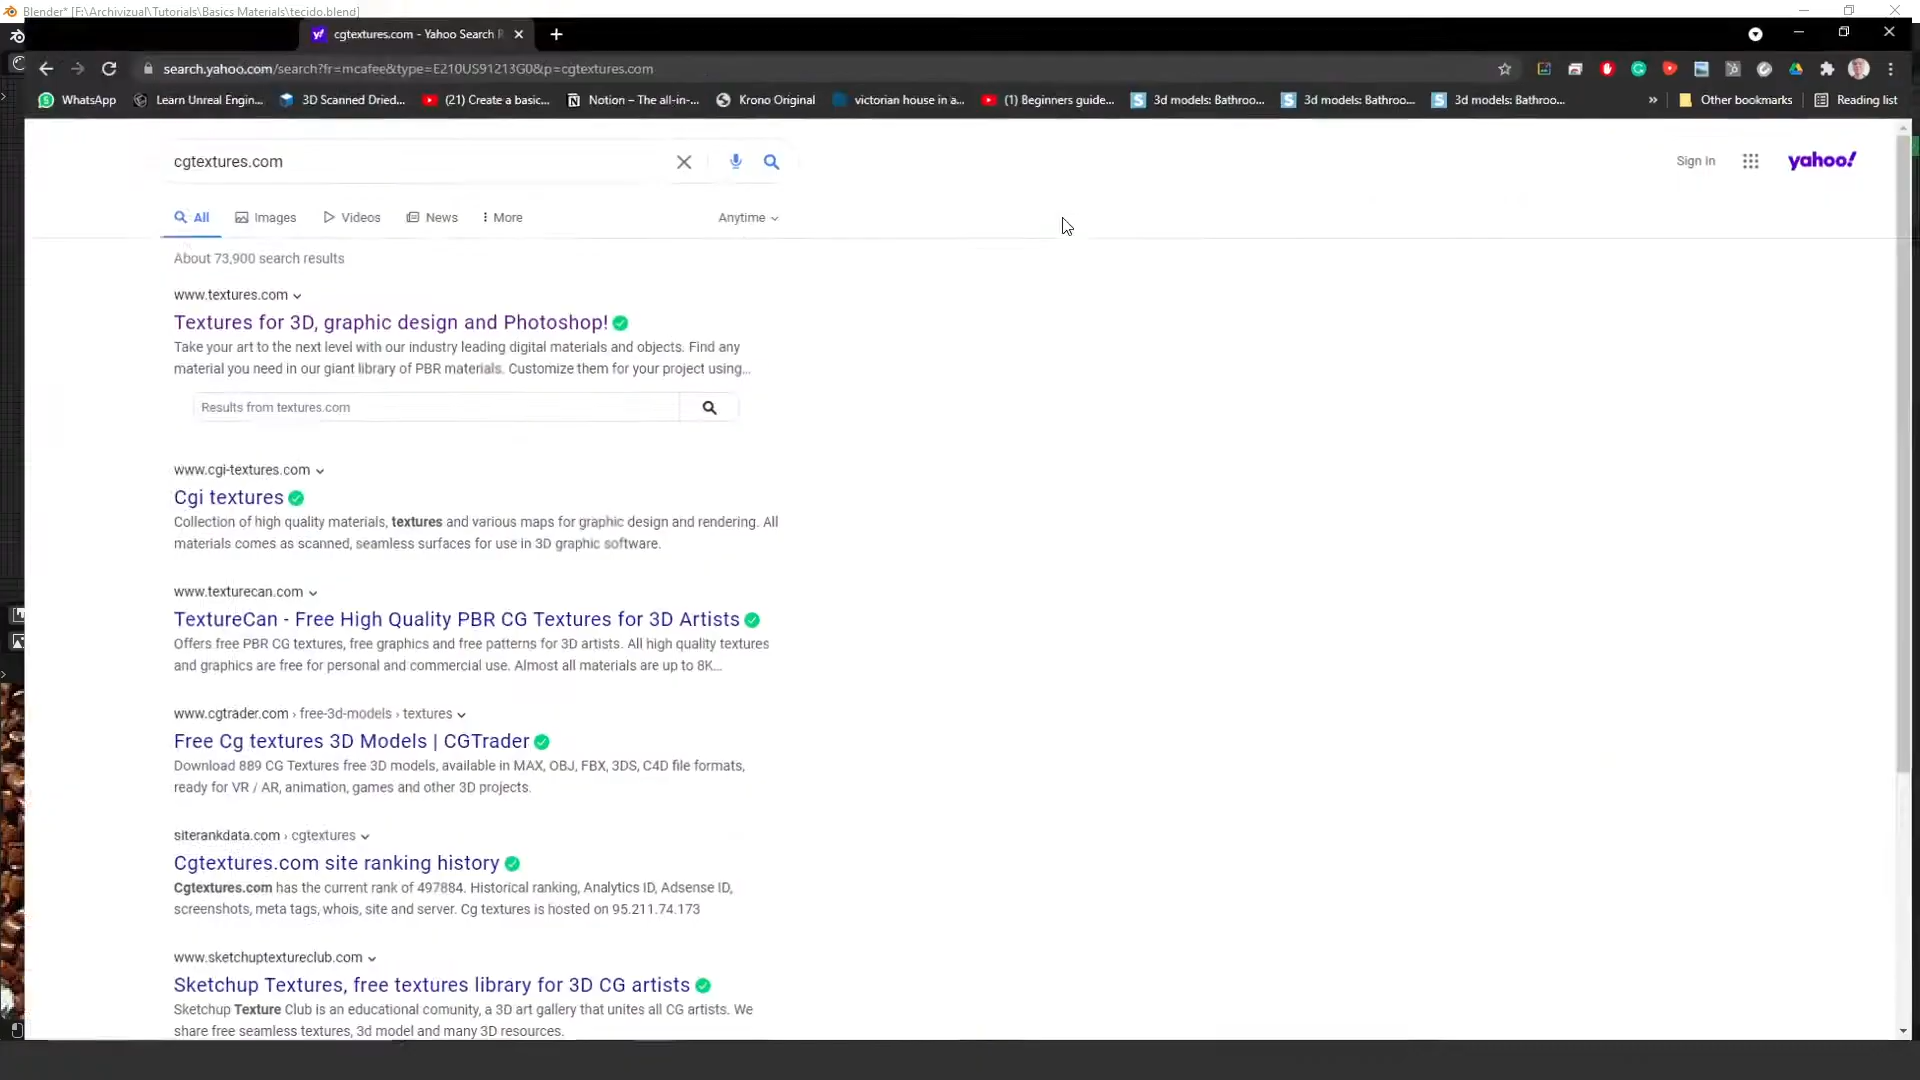 Blender* [F:\Archivizual\Tutorials\Basics Materials\tecido.blend]
cgtextures.com - Yahoo Search R
search.yahoo.com/search?fr=mcafee&type=E210US91213G0&p=cgtextures.com
WhatsApp Learn Unreal Engin... 3D Scanned Dried... (21) Create a basic... Notion – The all-in-... Krono Original victorian house in a... (1) Beginners guide... 3d models: Bathroo... 3d models: Bathroo... 3d models: Bathroo... » Other bookmarks Reading list
cgtextures.com
Sign in yahoo!
All Images Videos News More Anytime
About 73,900 search results
www.textures.com
Textures for 3D, graphic design and Photoshop!
Take your art to the next level with our industry leading digital materials and objects. Find any
material you need in our giant library of PBR materials. Customize them for your project using...
Results from textures.com
www.cgi-textures.com
Cgi textures
Collection of high quality materials, textures and various maps for graphic design and rendering. All
materials comes as scanned, seamless surfaces for use in 3D graphic software.
www.texturecan.com
TextureCan - Free High Quality PBR CG Textures for 3D Artists
Offers free PBR CG textures, free graphics and free patterns for 3D artists. All high quality textures
and graphics are free for personal and commercial use. Almost all materials are up to 8K...
www.cgtrader.com › free-3d-models › textures
Free Cg textures 3D Models | CGTrader
Download 889 CG Textures free 3D models, available in MAX, OBJ, FBX, 3DS, C4D file formats,
ready for VR / AR, animation, games and other 3D projects.
siterankdata.com › cgtextures
Cgtextures.com site ranking history
Cgtextures.com has the current rank of 497884. Historical ranking, Analytics ID, Adsense ID,
screenshots, meta tags, whois, site and server. Cg textures is hosted on 95.211.74.173
www.sketchuptextureclub.com
Sketchup Textures, free textures library for 3D CG artists
Sketchup Texture Club is an educational comunity, a 3D art gallery that unites all CG artists. We
share free seamless textures, 3d model and many 3D resources.